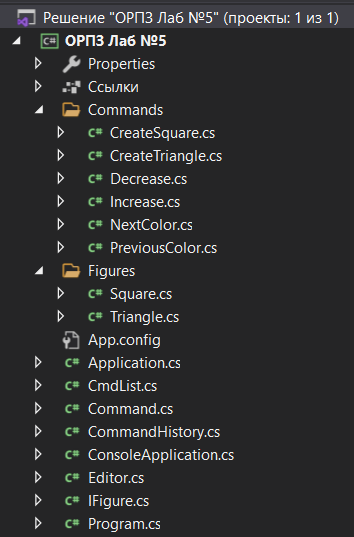 Решение "ОРПЗ Лаб №5" (проекты: 1 из 1)
C# ОРПЗ Лаб №5
Properties
Ссылки
Commands
C# CreateSquare.cs
C# CreateTriangle.cs
C# Decrease.cs
C# Increase.cs
C# NextColor.cs
C# PreviousColor.cs
Figures
C# Square.cs
C# Triangle.cs
App.config
C# Application.cs
C# CmdList.cs
C# Command.cs
C# CommandHistory.cs
C# ConsoleApplication.cs
C# Editor.cs
C# IFigure.cs
C# Program.cs